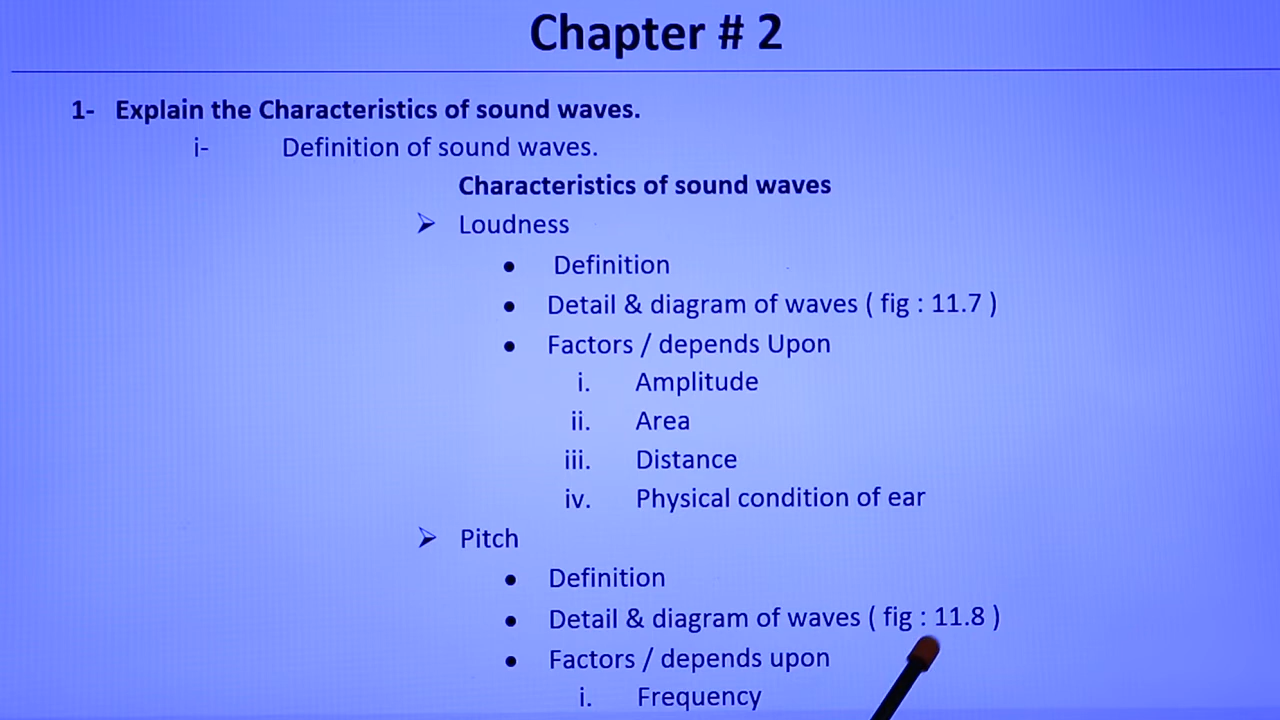 Chapter # 2
1- Explain the Characteristics of sound waves.
i- Definition of sound waves.
Characteristics of sound waves
➢ Loudness
• Definition
• Detail & diagram of waves ( fig : 11.7 )
• Factors / depends Upon
i. Amplitude
ii. Area
iii. Distance
iv. Physical condition of ear
➢ Pitch
• Definition
• Detail & diagram of waves ( fig : 11.8 )
• Factors / depends upon
i. Frequency